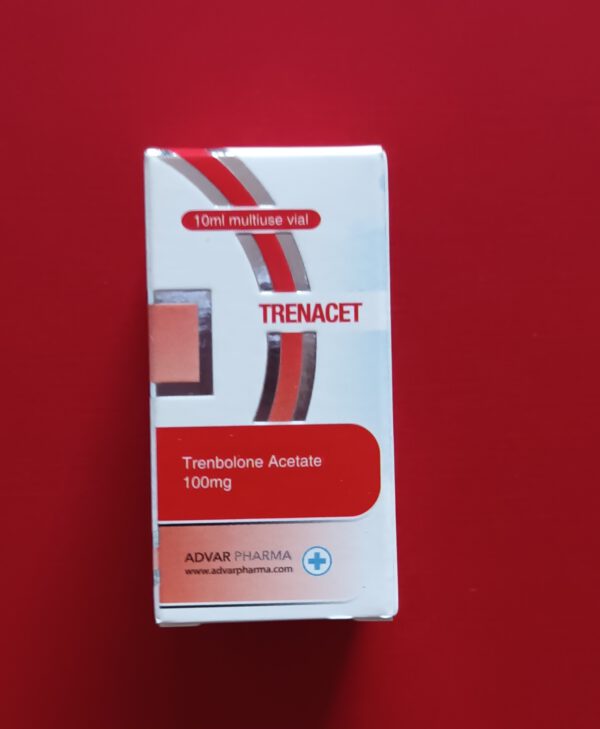 10ml multiuse vial
TRENACET
Trenbolone Acetate
100mg
ADVAR PHARMA
www.advarpharma.com